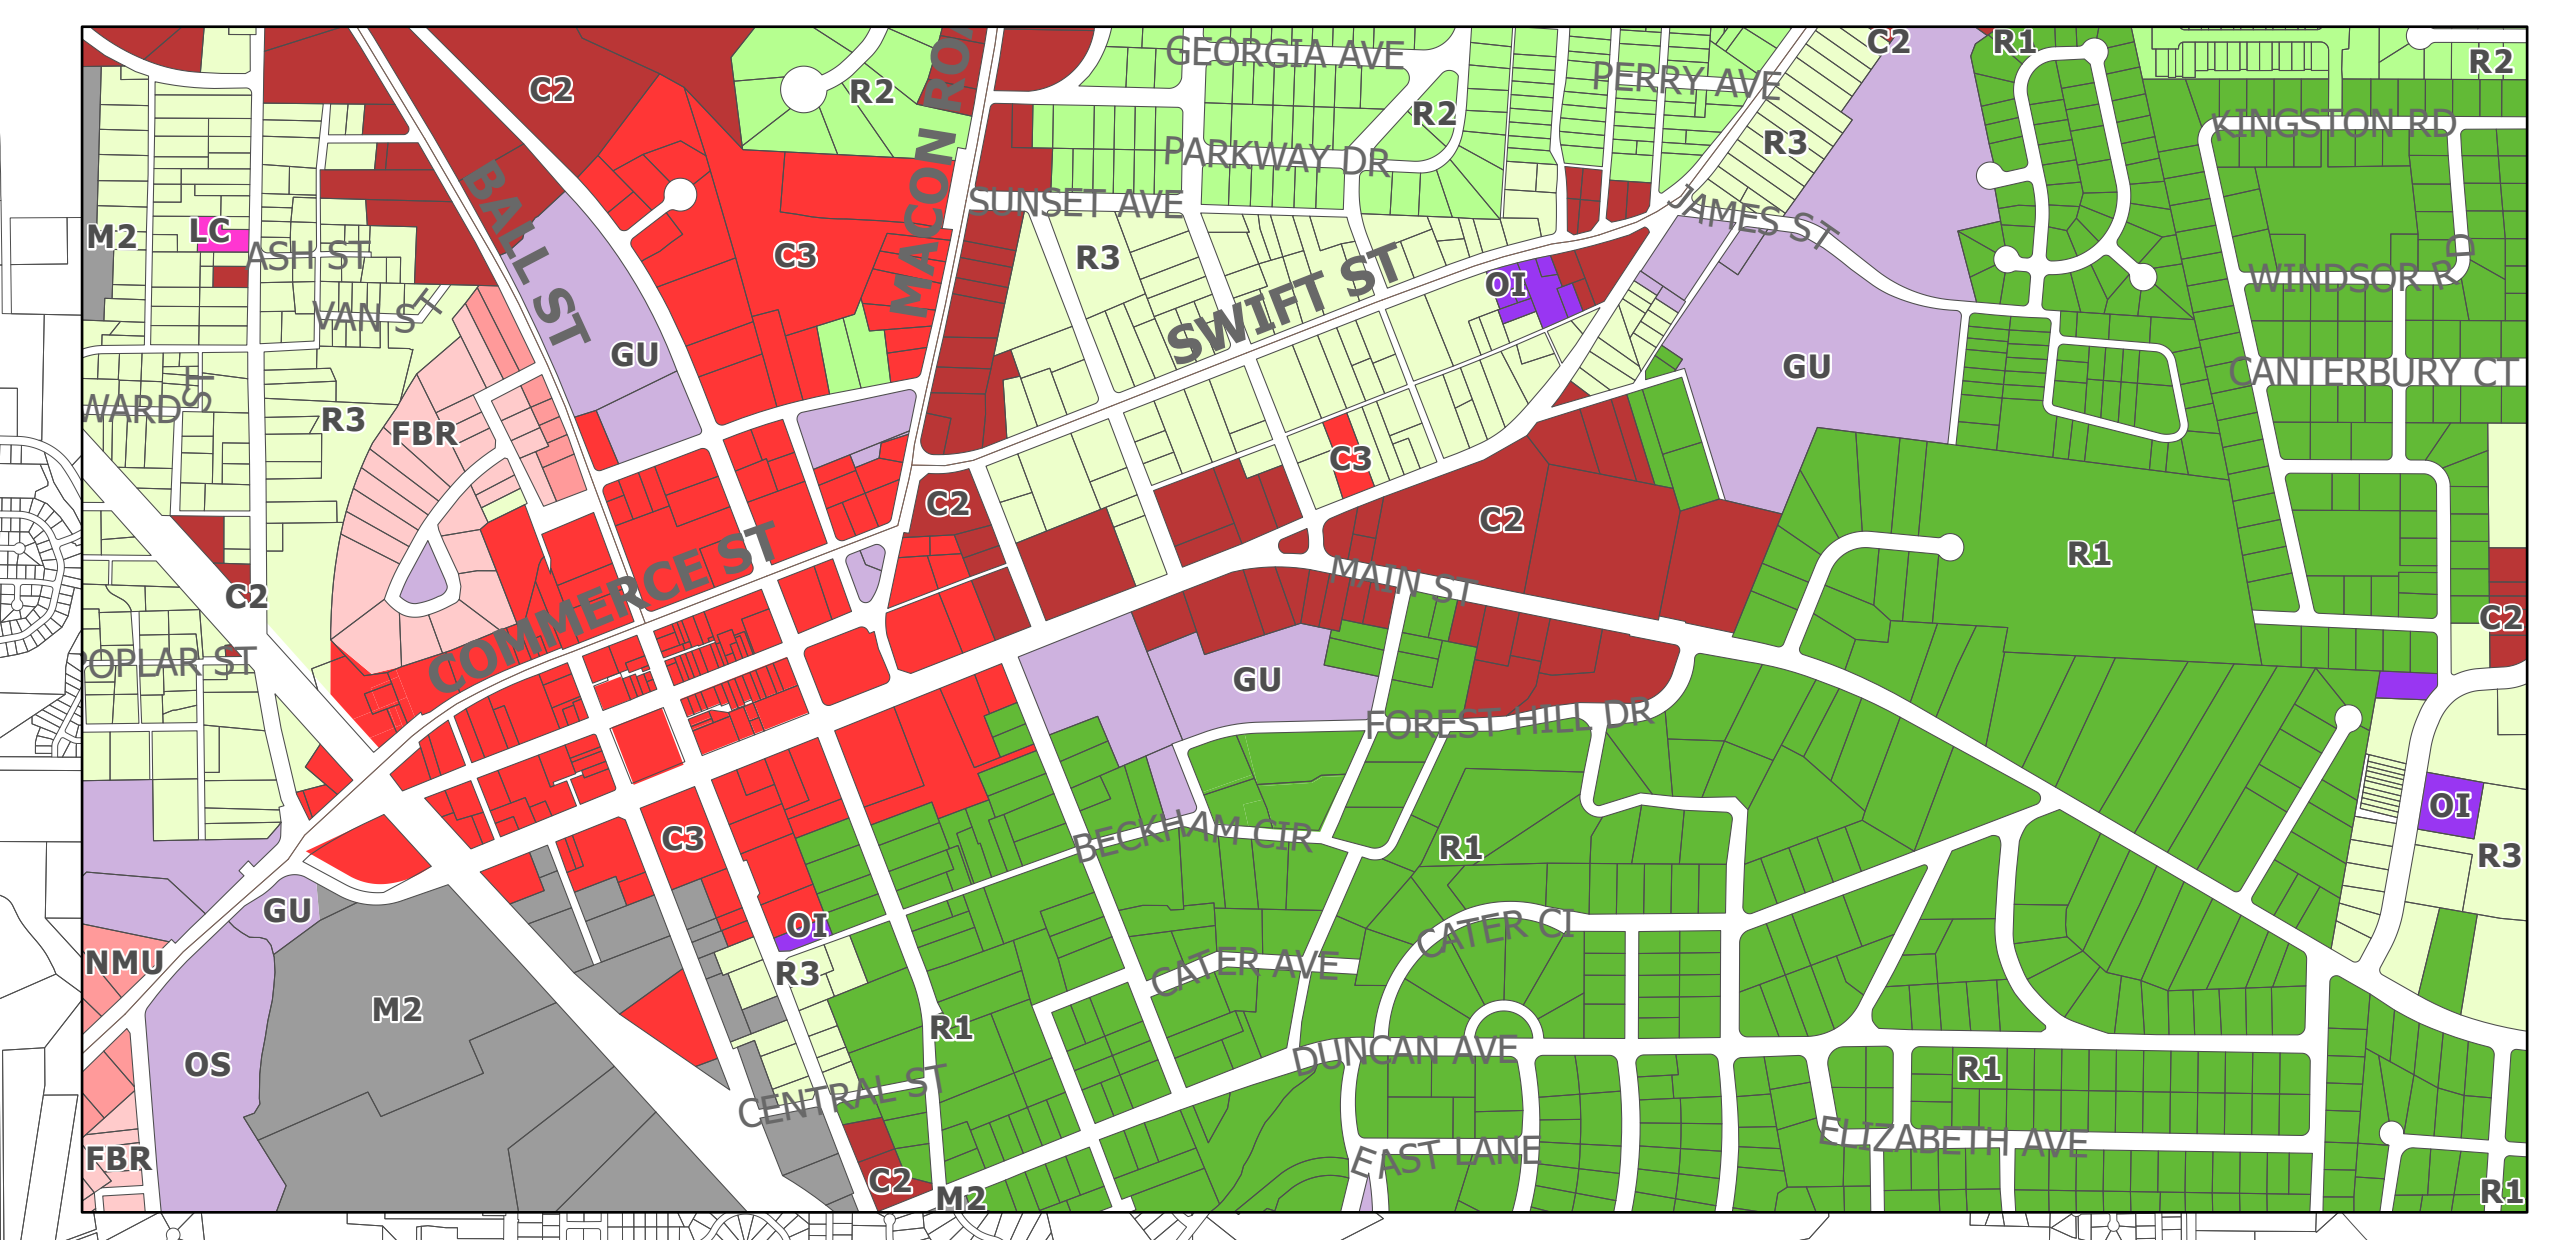 C2
R1
GEORGIA AVE
R2
C2
PERRY AVE
R2
MACON ROA
R2
KINGSTON RD
R3
PARKWAY DR
SUNSET AVE
JAMES ST
LC
M2
BALL ST
ASH ST
C3
R3
WINDSOR RD
OI
VAN ST
SWIFT ST
GU
GU
CANTERBURY CT
WARD ST
R3
FBR
C3
C2
C2
R1
COMMERCE ST
MAIN ST
C2
C2
POPLAR ST
GU
FOREST HILL DR
OI
C3
BECKHAM CIR
R1
R3
GU
OI
CATER CI
NMU
R3
CATER AVE
M2
R1
DUNCAN AVE
OS
R1
CENTRAL ST
ELIZABETH AVE
FBR
EAST LANE
C2
M2
R1